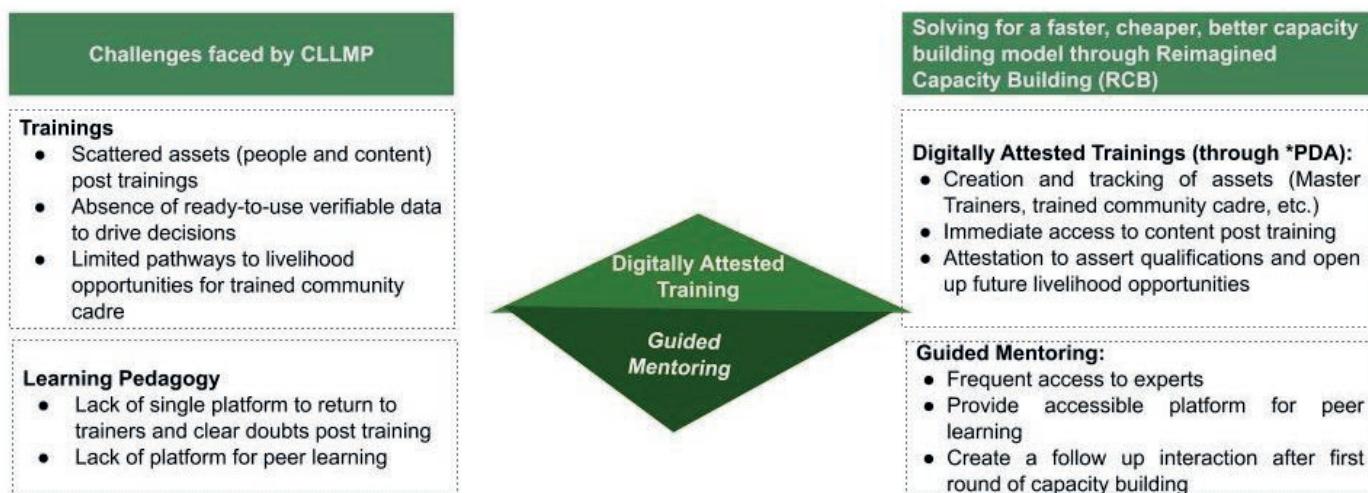 Challenges faced by CLLMP
Trainings
● Scattered assets (people and content)
post trainings
● Absence of ready-to-use verifiable data
to drive decisions
● Limited pathways to livelihood
opportunities for trained community
cadre
Learning Pedagogy
● Lack of single platform to return to
trainers and clear doubts post training
● Lack of platform for peer learning
Digitally Attested
Training
Guided
Mentoring
Solving for a faster, cheaper, better capacity
building model through Reimagined
Capacity Building (RCB)
Digitally Attested Trainings (through *PDA):
● Creation and tracking of assets (Master
Trainers, trained community cadre, etc.)
● Immediate access to content post training
● Attestation to assert qualifications and open
up future livelihood opportunities
Guided Mentoring:
● Frequent access to experts
● Provide accessible platform for peer
learning
● Create a follow up interaction after first
round of capacity building